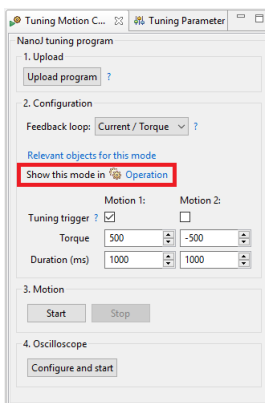 Tuning Motion C... Tuning Parameter
NanoJ tuning program
1. Upload
Upload program ?
2. Configuration
Feedback loop: Current / Torque ?
Relevant objects for this mode
Show this mode in Operation
Motion 1: Motion 2:
Tuning trigger ?
Torque 500 -500
Duration (ms) 1000 1000
3. Motion
Start Stop
4. Oscilloscope
Configure and start